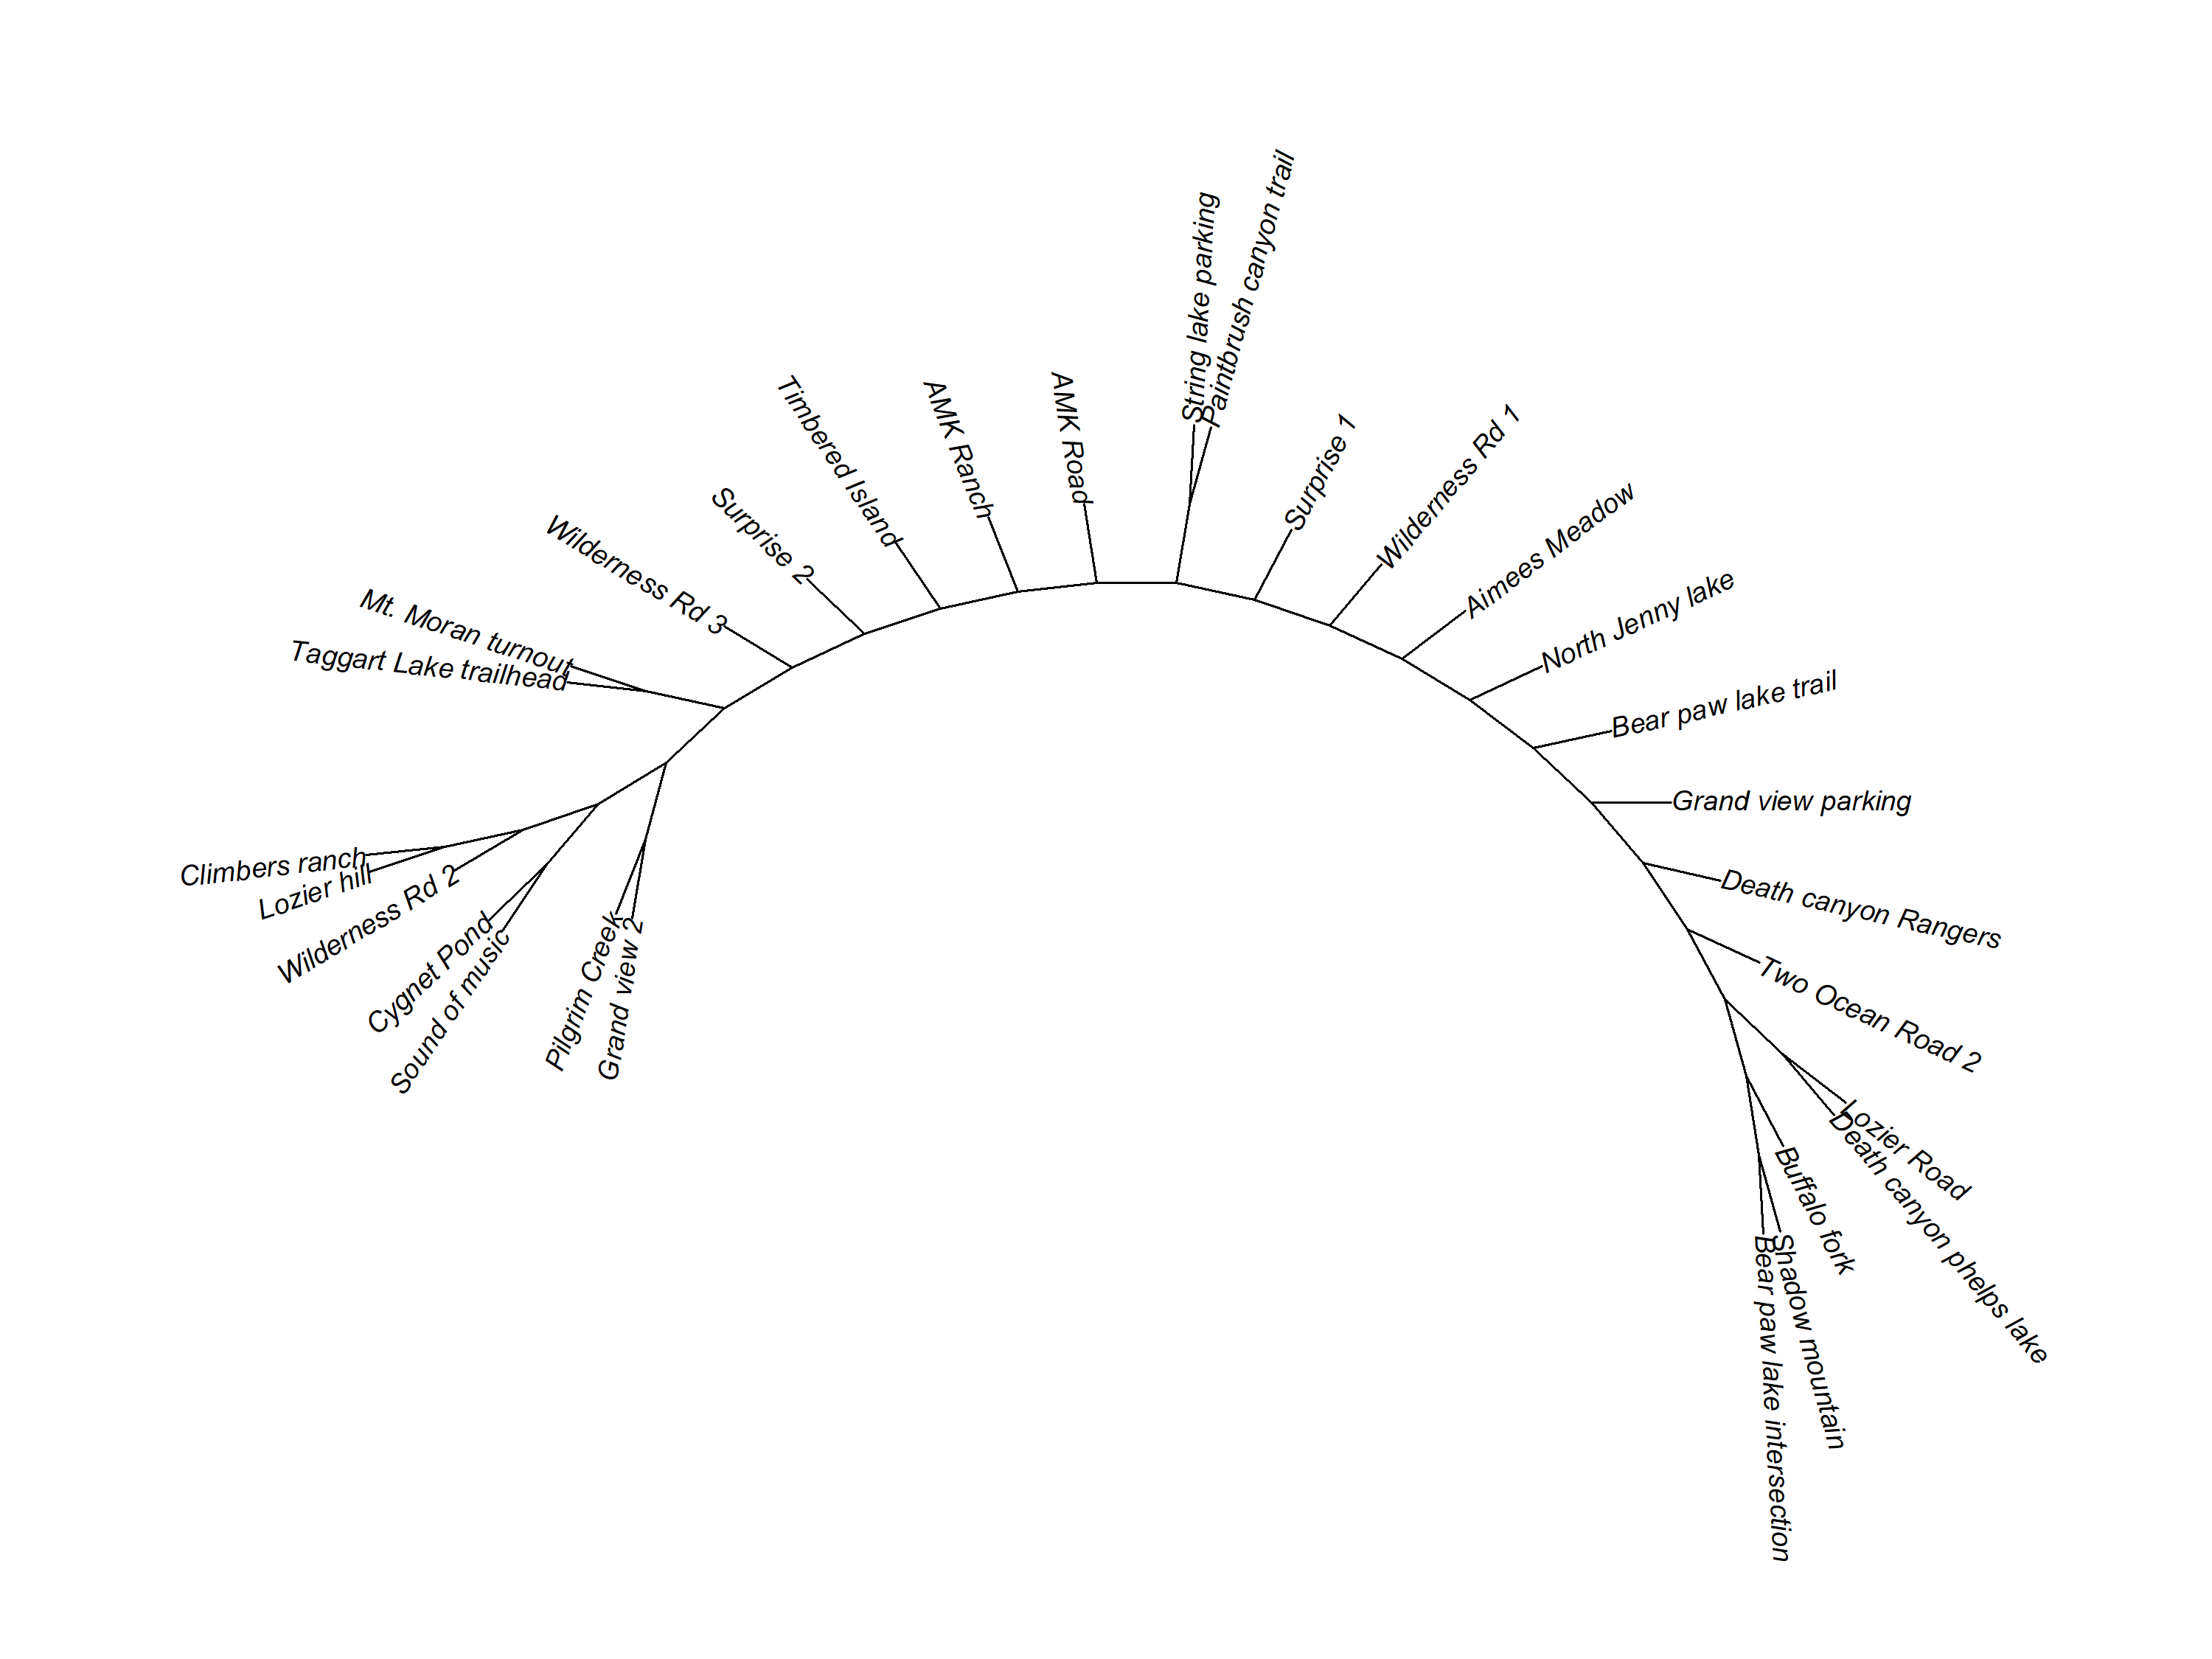 String lake parking
Paintbrush canyon trail
AMK Road
AMK Ranch
Timbered Island
Surprise 2
Wilderness Rd 3
Mt. Moran turnout
Taggart Lake trailhead
Climbers ranch
Lozier hill
Wilderness Rd 2
Cygnet Pond
Sound of music
Pilgrim Creek
Grand view 2
Surprise 1
Wilderness Rd 1
Aimees Meadow
North Jenny lake
Bear paw lake trail
Grand view parking
Death canyon Rangers
Two Ocean Road 2
Lozier Road
Death canyon phelps lake
Buffalo fork
Shadow mountain
Bear paw lake intersection